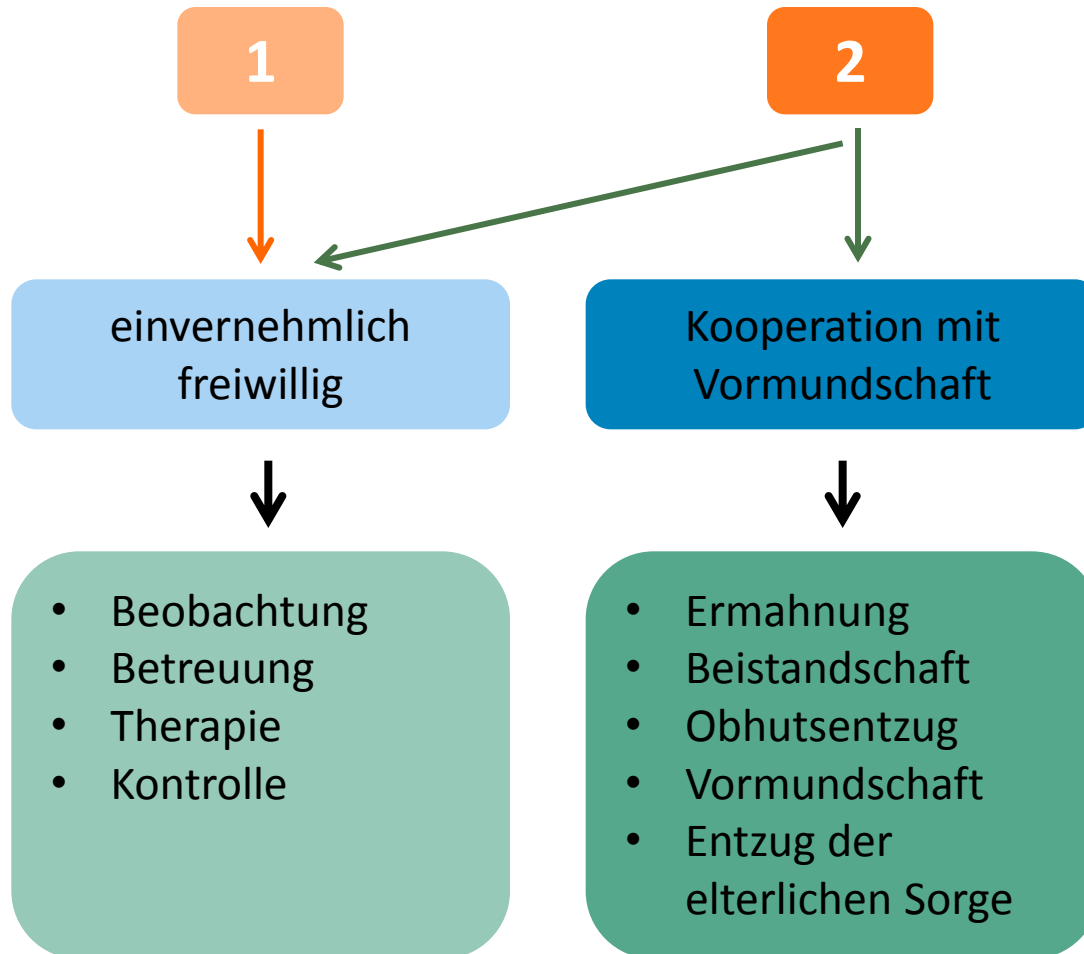 1
2
einvernehmlich
freiwillig
Kooperation mit
Vormundschaft
• Beobachtung
• Betreuung
• Therapie
• Kontrolle
• Ermahnung
• Beistandschaft
• Obhutsentzug
• Vormundschaft
• Entzug der
elterlichen Sorge